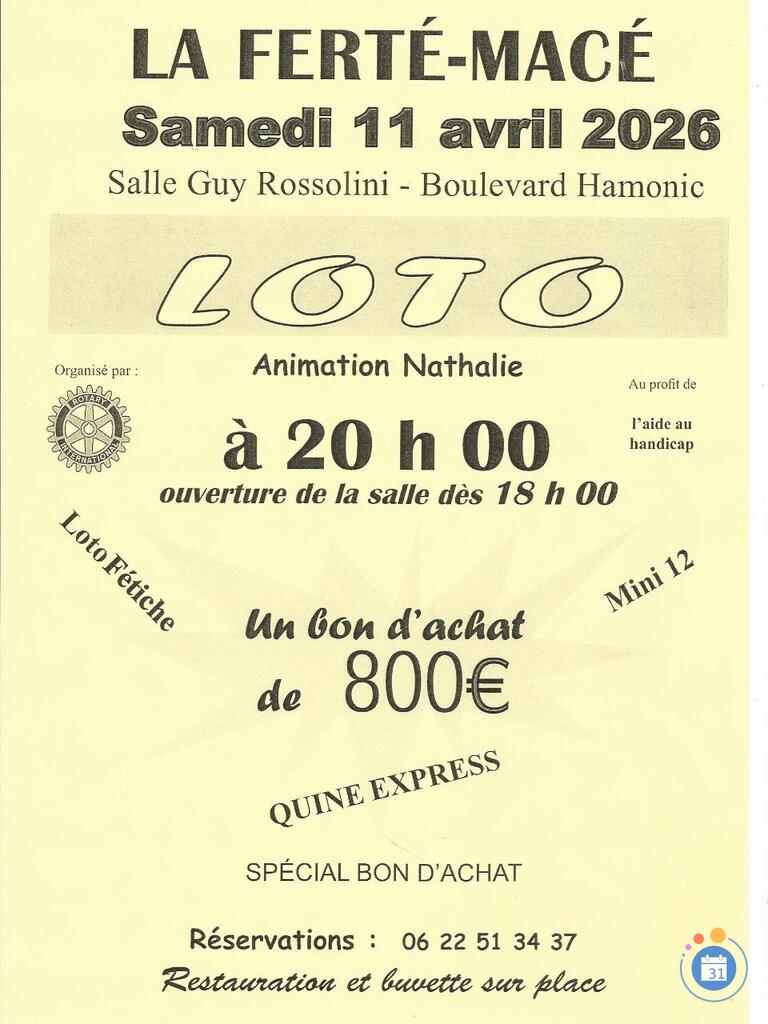 LA FERTÉ-MACÉ
Samedi 11 avril 2026
Salle Guy Rossolini - Boulevard Hamonic
LOTO
Animation Nathalie
Organisé par :
ROTARY
INTERNATIONAL
Au profit de
l'aide au
handicap
à 20 h 00
ouverture de la salle dès 18 h 00
Loto Fétiche
Mini 12
Un bon d'achat
de 800€
QUINE EXPRESS
SPÉCIAL BON D'ACHAT
Réservations : 06 22 51 34 37
Restauration et buvette sur place
31